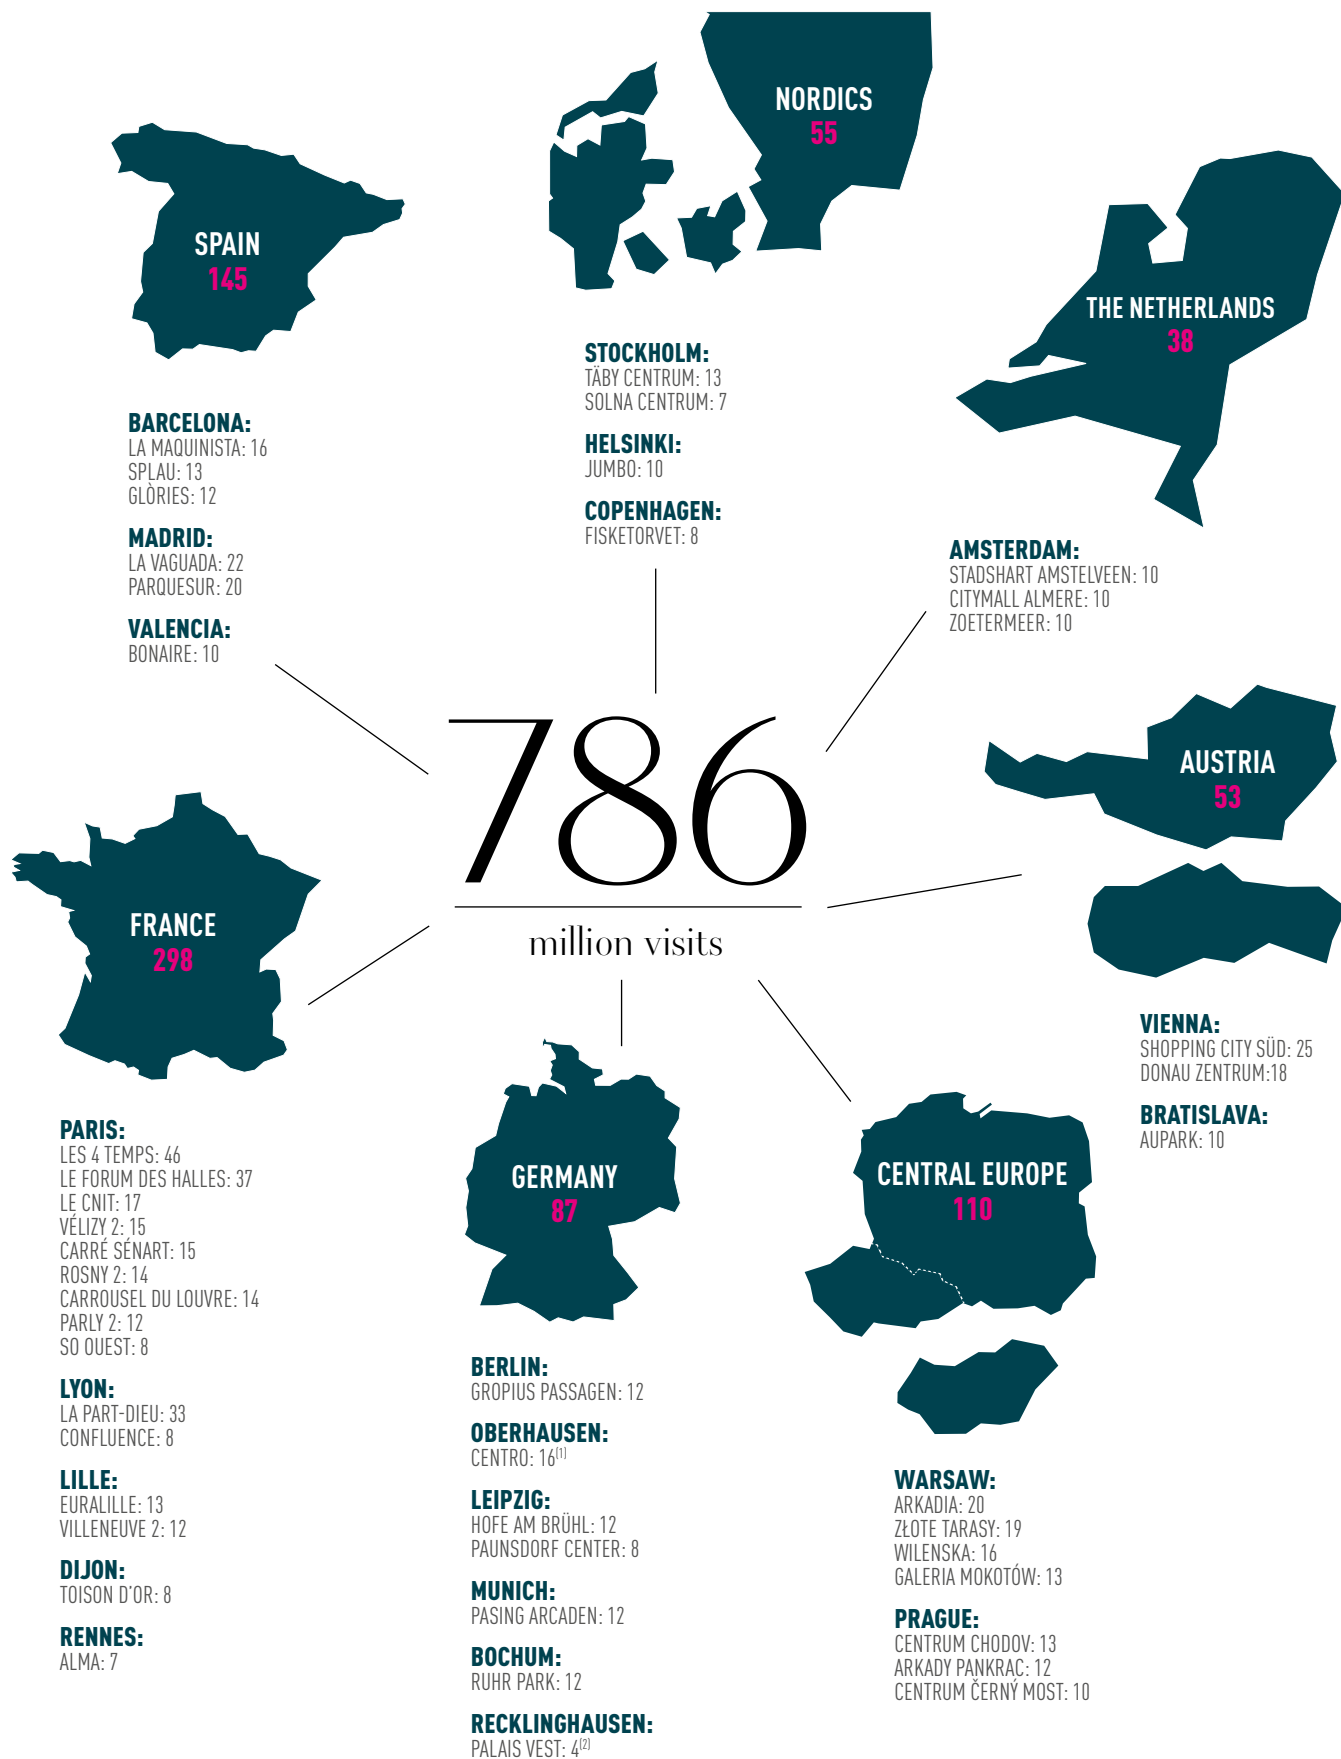 NORDICS
55
SPAIN
145
THE NETHERLANDS
38
STOCKHOLM:
TÄBY CENTRUM: 13
SOLNA CENTRUM: 7
HELSINKI:
JUMBO: 10
COPENHAGEN:
FISKETORVET: 8
BARCELONA:
LA MAQUINISTA: 16
SPLAU: 13
GLÒRIES: 12
MADRID:
LA VAGUADA: 22
PARQUESUR: 20
VALENCIA:
BONAIRE: 10
AMSTERDAM:
STADSHART AMSTELVEEN: 10
CITYMALL ALMERE: 10
ZOETERMEER: 10
786
million visits
AUSTRIA
53
VIENNA:
SHOPPING CITY SÜD: 25
DONAU ZENTRUM:18
BRATISLAVA:
AUPARK: 10
FRANCE
298
PARIS:
LES 4 TEMPS: 46
LE FORUM DES HALLES: 37
LE CNIT: 17
VÉLIZY 2: 15
CARRÉ SÉNART: 15
ROSNY 2: 14
CARROUSEL DU LOUVRE: 14
PARLY 2: 12
SO OUEST: 8
LYON:
LA PART-DIEU: 33
CONFLUENCE: 8
LILLE:
EURALILLE: 13
VILLENEUVE 2: 12
DIJON:
TOISON D'OR: 8
RENNES:
ALMA: 7
GERMANY
87
BERLIN:
GROPIUS PASSAGEN: 12
OBERHAUSEN:
CENTRO: 16(1)
LEIPZIG:
HOFE AM BRÜHL: 12
PAUNSDORF CENTER: 8
MUNICH:
PASING ARCADEN: 12
BOCHUM:
RUHR PARK: 12
RECKLINGHAUSEN:
PALAIS VEST: 4(2)
CENTRAL EUROPE
110
WARSAW:
ARKADIA: 20
ZŁOTE TARASY: 19
WILENSKA: 16
GALERIA MOKOTÓW: 13
PRAGUE:
CENTRUM CHODOV: 13
ARKADY PANKRAC: 12
CENTRUM ČERNÝ MOST: 10